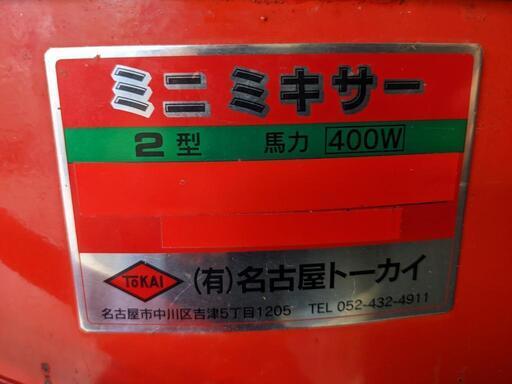 ミニミキサー
2型 馬力 400W
TOKAI (有)名古屋トーカイ
名古屋市中川区吉津5丁目1205 TEL 052-432-4911